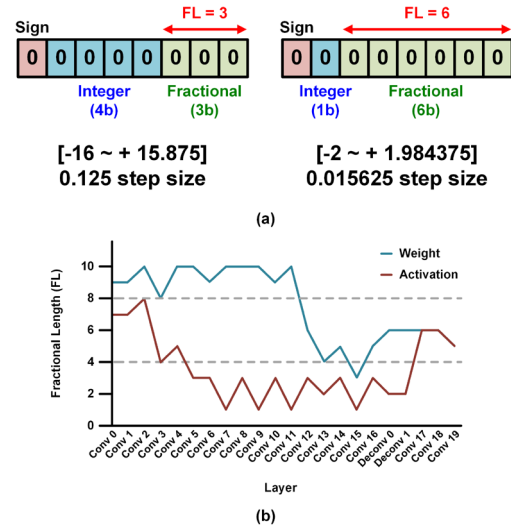 FL = 3
FL = 6
Sign
Sign
0 0 0 0 0 0 0 0
0 0 0 0 0 0 0 0
Integer
(4b)
Fractional
(3b)
Integer
(1b)
Fractional
(6b)
[-16 ~ + 15.875]
0.125 step size
[-2 ~ + 1.984375]
0.015625 step size
(a)
Fractional Length (FL)
10
8
6
4
2
0
Weight
Activation
Conv 0
Conv 1
Conv 2
Conv 3
Conv 4
Conv 5
Conv 6
Conv 7
Conv 8
Conv 9
Conv 10
Conv 11
Conv 12
Conv 13
Conv 14
Conv 15
Conv 16
Deconv 0
Deconv 1
Conv 17
Conv 18
Conv 19
Layer
(b)